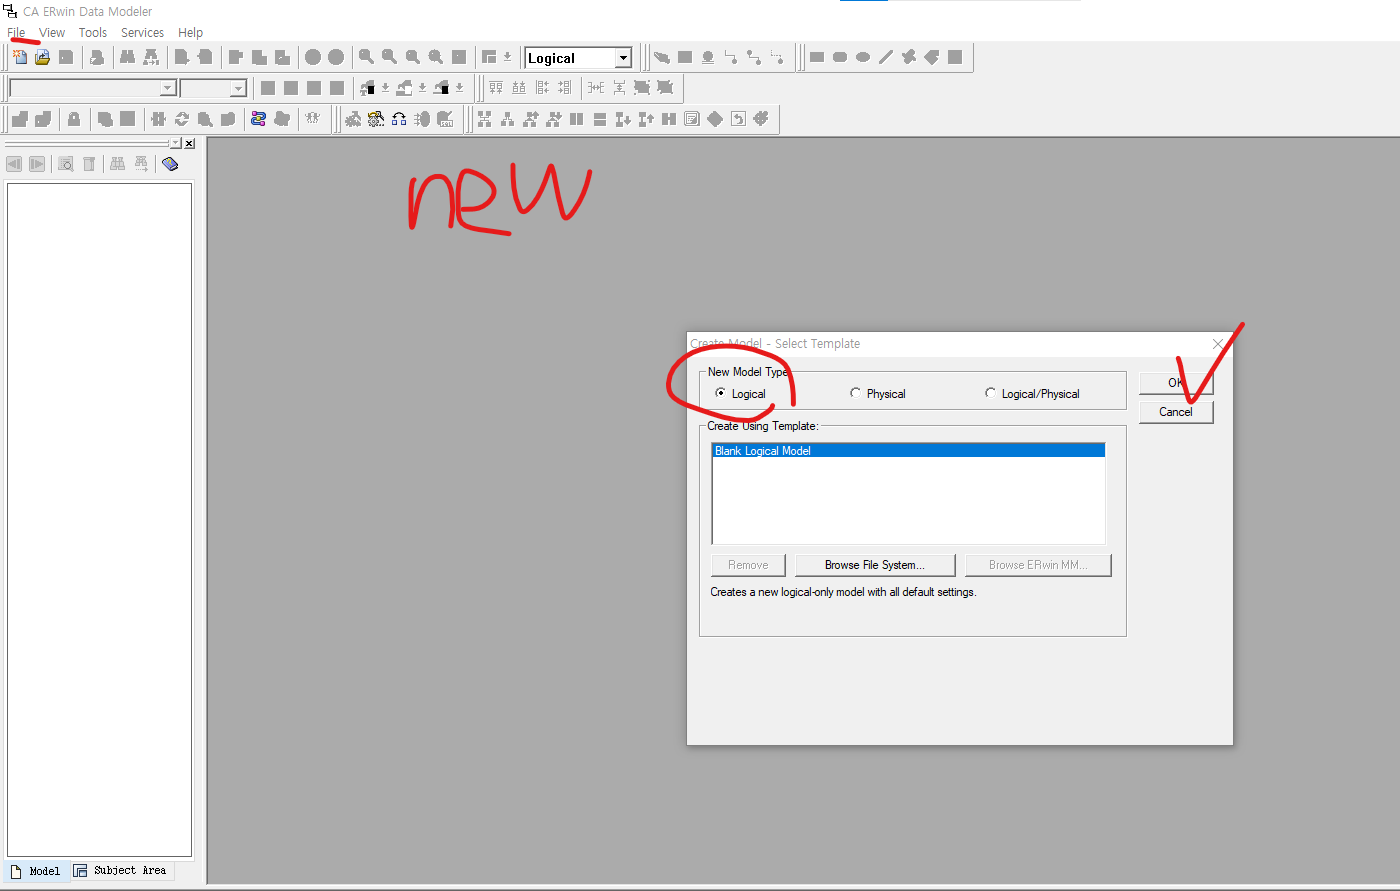 CA ERwin Data Modeler
File View Tools Services Help
Logical
new
Create Model - Select Template
New Model Type
Logical Physical Logical/Physical
OK
Cancel
Create Using Template:
Blank Logical Model
Remove Browse File System... Browse ERwin MM...
Creates a new logical-only model with all default settings.
Model Subject Area